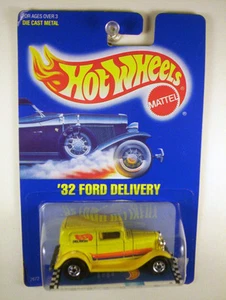 FOR AGES OVER 3
DIE CAST METAL
HOT WHEELS
MATTEL
'32 FORD DELIVERY